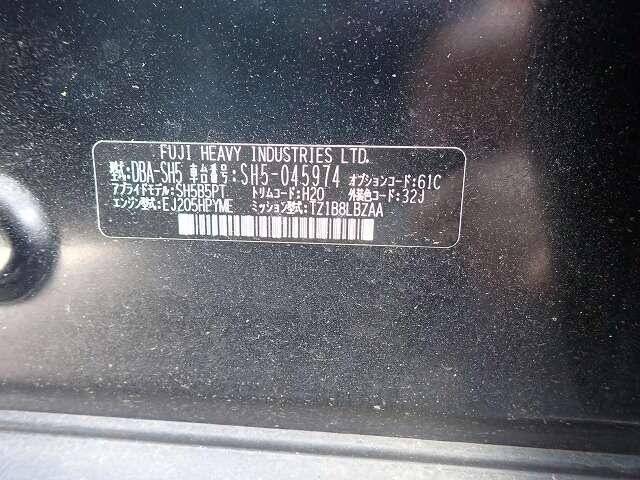 FUJI HEAVY INDUSTRIES LTD.
型式:DBA-SH5 車台番号:SH5-045974 オプションコード:61C
アプライドモデル:SH5B5PT トリムコード:H20 外装色コード:32J
エンジン型式:EJ205HPYME ミッション型式:TZ1B8LBZAA